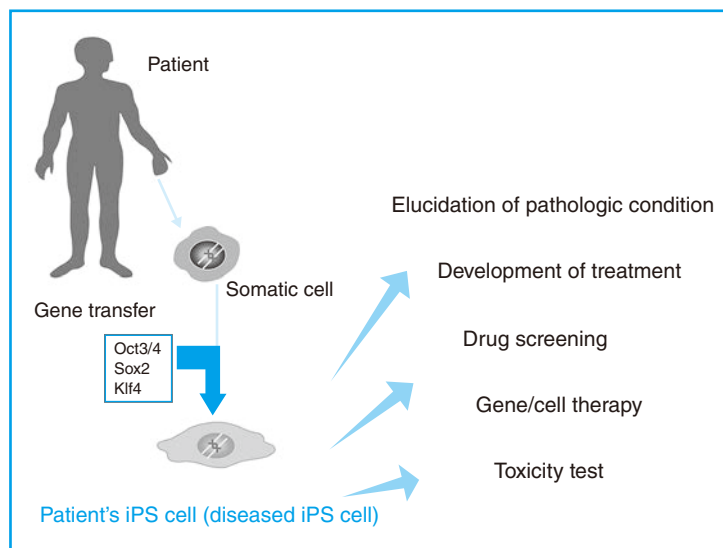 Patient
Elucidation of pathologic condition
Development of treatment
Somatic cell
Gene transfer
Oct3/4
Sox2
Klf4
Drug screening
Gene/cell therapy
Toxicity test
Patient's iPS cell (diseased iPS cell)